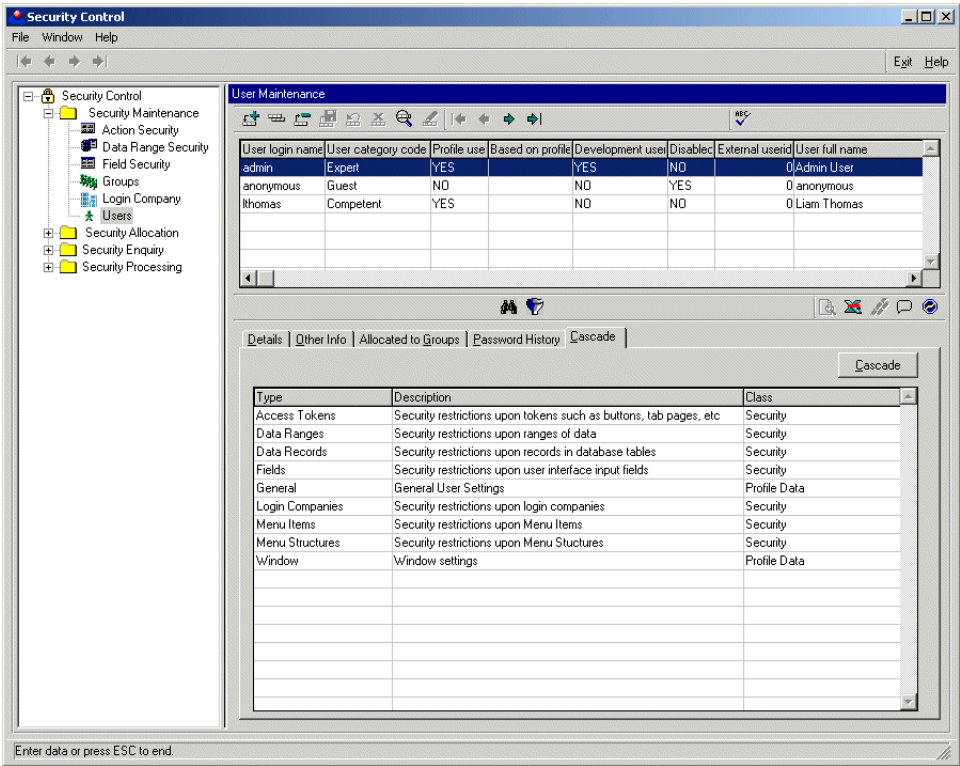 Security Control
File Window Help
Exit Help
Security Control
Security Maintenance
Action Security
Data Range Security
Field Security
Groups
Login Company
Users
Security Allocation
Security Enquiry
Security Processing
User Maintenance
ABC
User login name User category code Profile use Based on profile Development user Disablec External userid User full name
admin Expert YES YES NO 0 Admin User
anonymous Guest NO NO YES 0 anonymous
lthomas Competent YES NO NO 0 Liam Thomas
Details Other Info Allocated to Groups Password History Cascade
Cascade
Type Description Class
Access Tokens Security restrictions upon tokens such as buttons, tab pages, etc Security
Data Ranges Security restrictions upon ranges of data Security
Data Records Security restrictions upon records in database tables Security
Fields Security restrictions upon user interface input fields Security
General General User Settings Profile Data
Login Companies Security restrictions upon login companies Security
Menu Items Security restrictions upon Menu Items Security
Menu Structures Security restrictions upon Menu Stuctures Security
Window Window settings Profile Data
Enter data or press ESC to end.